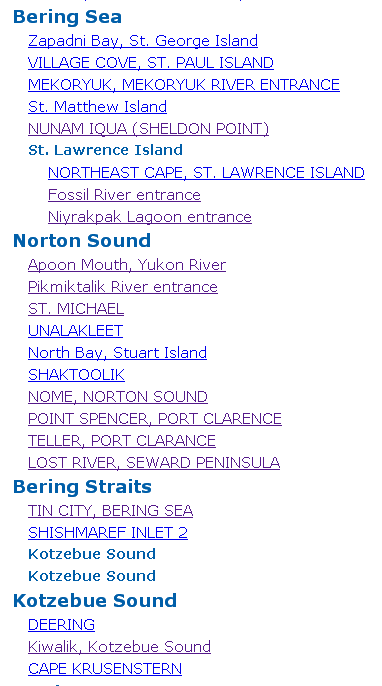 Bering Sea
Zapadni Bay, St. George Island
VILLAGE COVE, ST. PAUL ISLAND
MEKORYUK, MEKORYUK RIVER ENTRANCE
St. Matthew Island
NUNAM IQUA (SHELDON POINT)
St. Lawrence Island
NORTHEAST CAPE, ST. LAWRENCE ISLAND
Fossil River entrance
Niyrakpak Lagoon entrance
Norton Sound
Apoon Mouth, Yukon River
Pikmiktalik River entrance
ST. MICHAEL
UNALAKLEET
North Bay, Stuart Island
SHAKTOOLIK
NOME, NORTON SOUND
POINT SPENCER, PORT CLARENCE
TELLER, PORT CLARANCE
LOST RIVER, SEWARD PENINSULA
Bering Straits
TIN CITY, BERING SEA
SHISHMAREF INLET 2
Kotzebue Sound
Kotzebue Sound
Kotzebue Sound
DEERING
Kiwalik, Kotzebue Sound
CAPE KRUSENSTERN